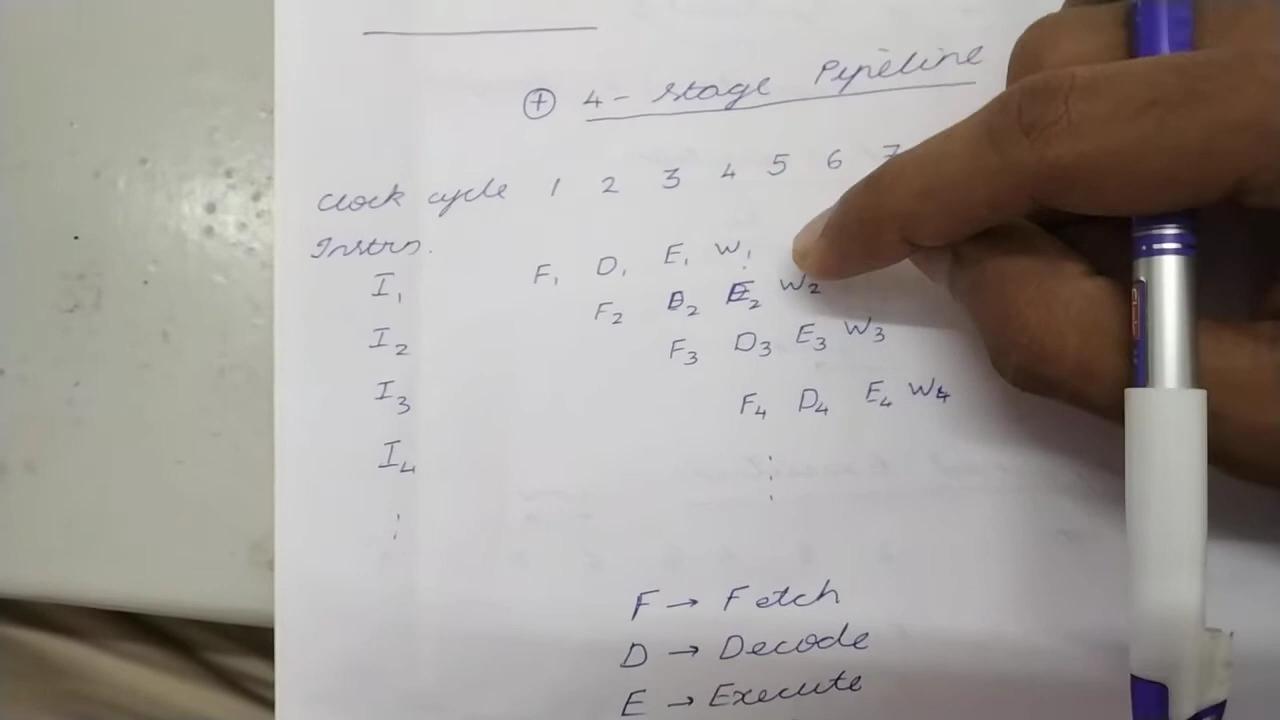 ⊕ 4-Stage Pipeline
Clock cycle 1 2 3 4 5 6 7
Instrs.
I1 F1 D1 E1 W1
I2 F2 D2 E2 W2
I3 F3 D3 E3 W3
I4 F4 D4 E4 W4
F → Fetch
D → Decode
E → Execute